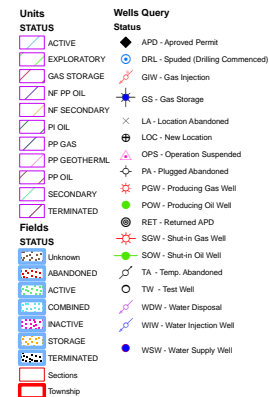 Units
STATUS
ACTIVE
EXPLORATORY
GAS STORAGE
NF PP OIL
NF SECONDARY
PI OIL
PP GAS
PP GEOTHERML
PP OIL
SECONDARY
TERMINATED
Fields
STATUS
Unknown
ABANDONED
ACTIVE
COMBINED
INACTIVE
STORAGE
TERMINATED
Sections
Township
Wells Query
Status
APD - Aproved Permit
DRL - Spuded (Drilling Commenced)
GIW - Gas Injection
GS - Gas Storage
LA - Location Abandoned
LOC - New Location
OPS - Operation Suspended
PA - Plugged Abandoned
PGW - Producing Gas Well
POW - Producing Oil Well
RET - Returned APD
SGW - Shut-in Gas Well
SOW - Shut-in Oil Well
TA - Temp. Abandoned
TW - Test Well
WDW - Water Disposal
WIW - Water Injection Well
WSW - Water Supply Well